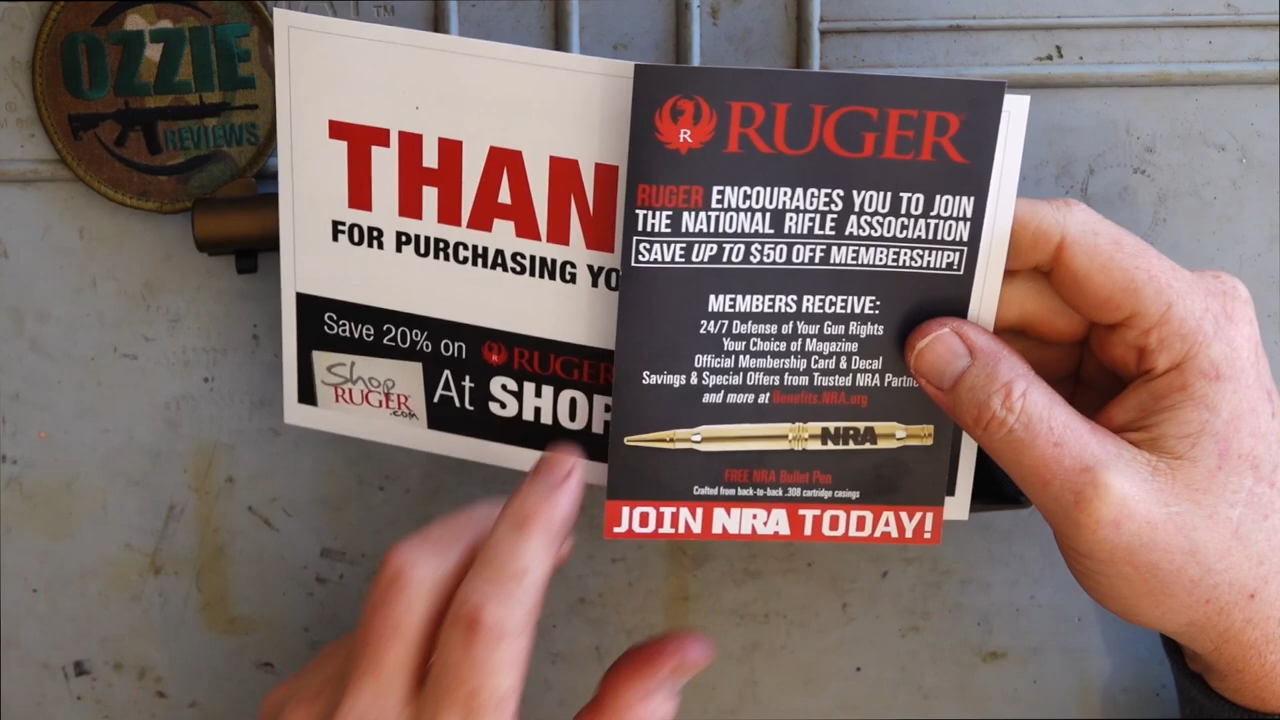 OZZIE
REVIEWS
™
THAN
FOR PURCHASING YO
Save 20% on RUGER
Shop
RUGER
.com
At SHOP
R
RUGER
RUGER ENCOURAGES YOU TO JOIN
THE NATIONAL RIFLE ASSOCIATION
SAVE UP TO $50 OFF MEMBERSHIP!
MEMBERS RECEIVE:
24/7 Defense of Your Gun Rights
Your Choice of Magazine
Official Membership Card & Decal
Savings & Special Offers from Trusted NRA Partne
and more at Benefits.NRA.org
NRA
FREE NRA Bullet Pen
Crafted from back-to-back .308 cartridge casings
JOIN NRA TODAY!